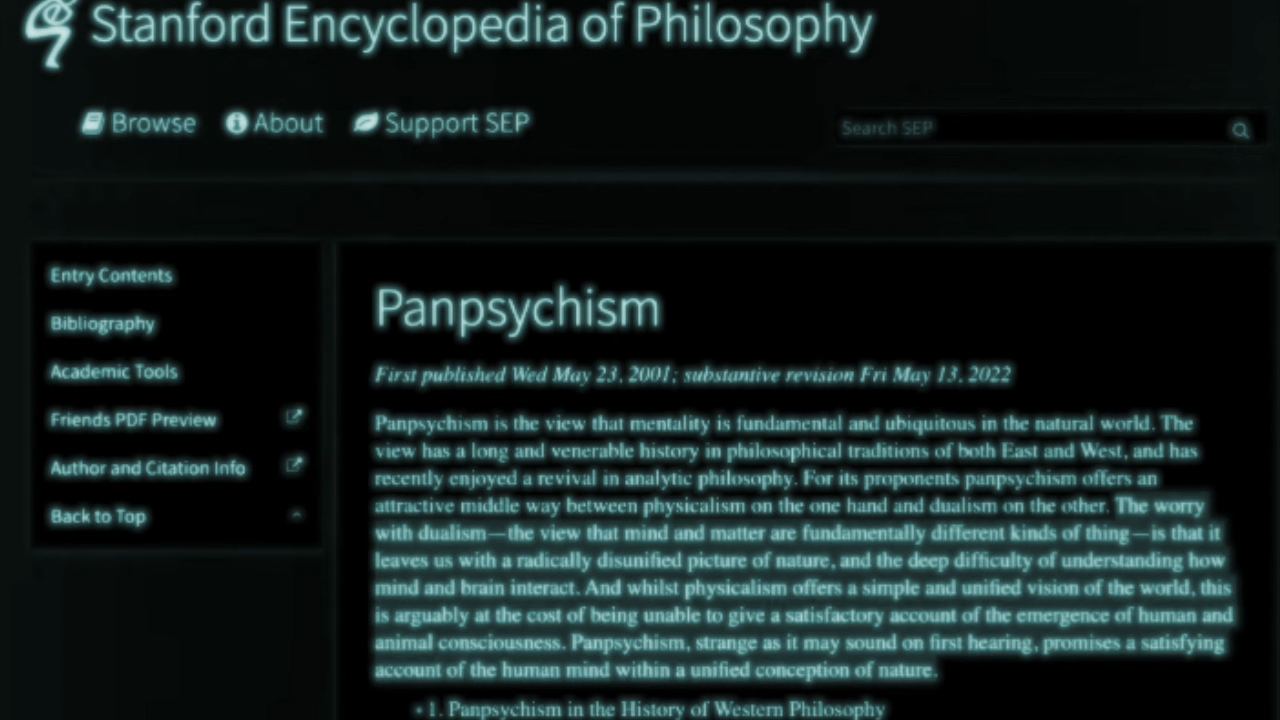 Stanford Encyclopedia of Philosophy
Browse About Support SEP
Search SEP
Entry Contents
Bibliography
Academic Tools
Friends PDF Preview
Author and Citation Info
Back to Top
Panpsychism
First published Wed May 23, 2001; substantive revision Fri May 13, 2022
Panpsychism is the view that mentality is fundamental and ubiquitous in the natural world. The
view has a long and venerable history in philosophical traditions of both East and West, and has
recently enjoyed a revival in analytic philosophy. For its proponents panpsychism offers an
attractive middle way between physicalism on the one hand and dualism on the other. The worry
with dualism—the view that mind and matter are fundamentally different kinds of thing—is that it
leaves us with a radically disunified picture of nature, and the deep difficulty of understanding how
mind and brain interact. And whilst physicalism offers a simple and unified vision of the world, this
is arguably at the cost of being unable to give a satisfactory account of the emergence of human and
animal consciousness. Panpsychism, strange as it may sound on first hearing, promises a satisfying
account of the human mind within a unified conception of nature.
• 1. Panpsychism in the History of Western Philosophy